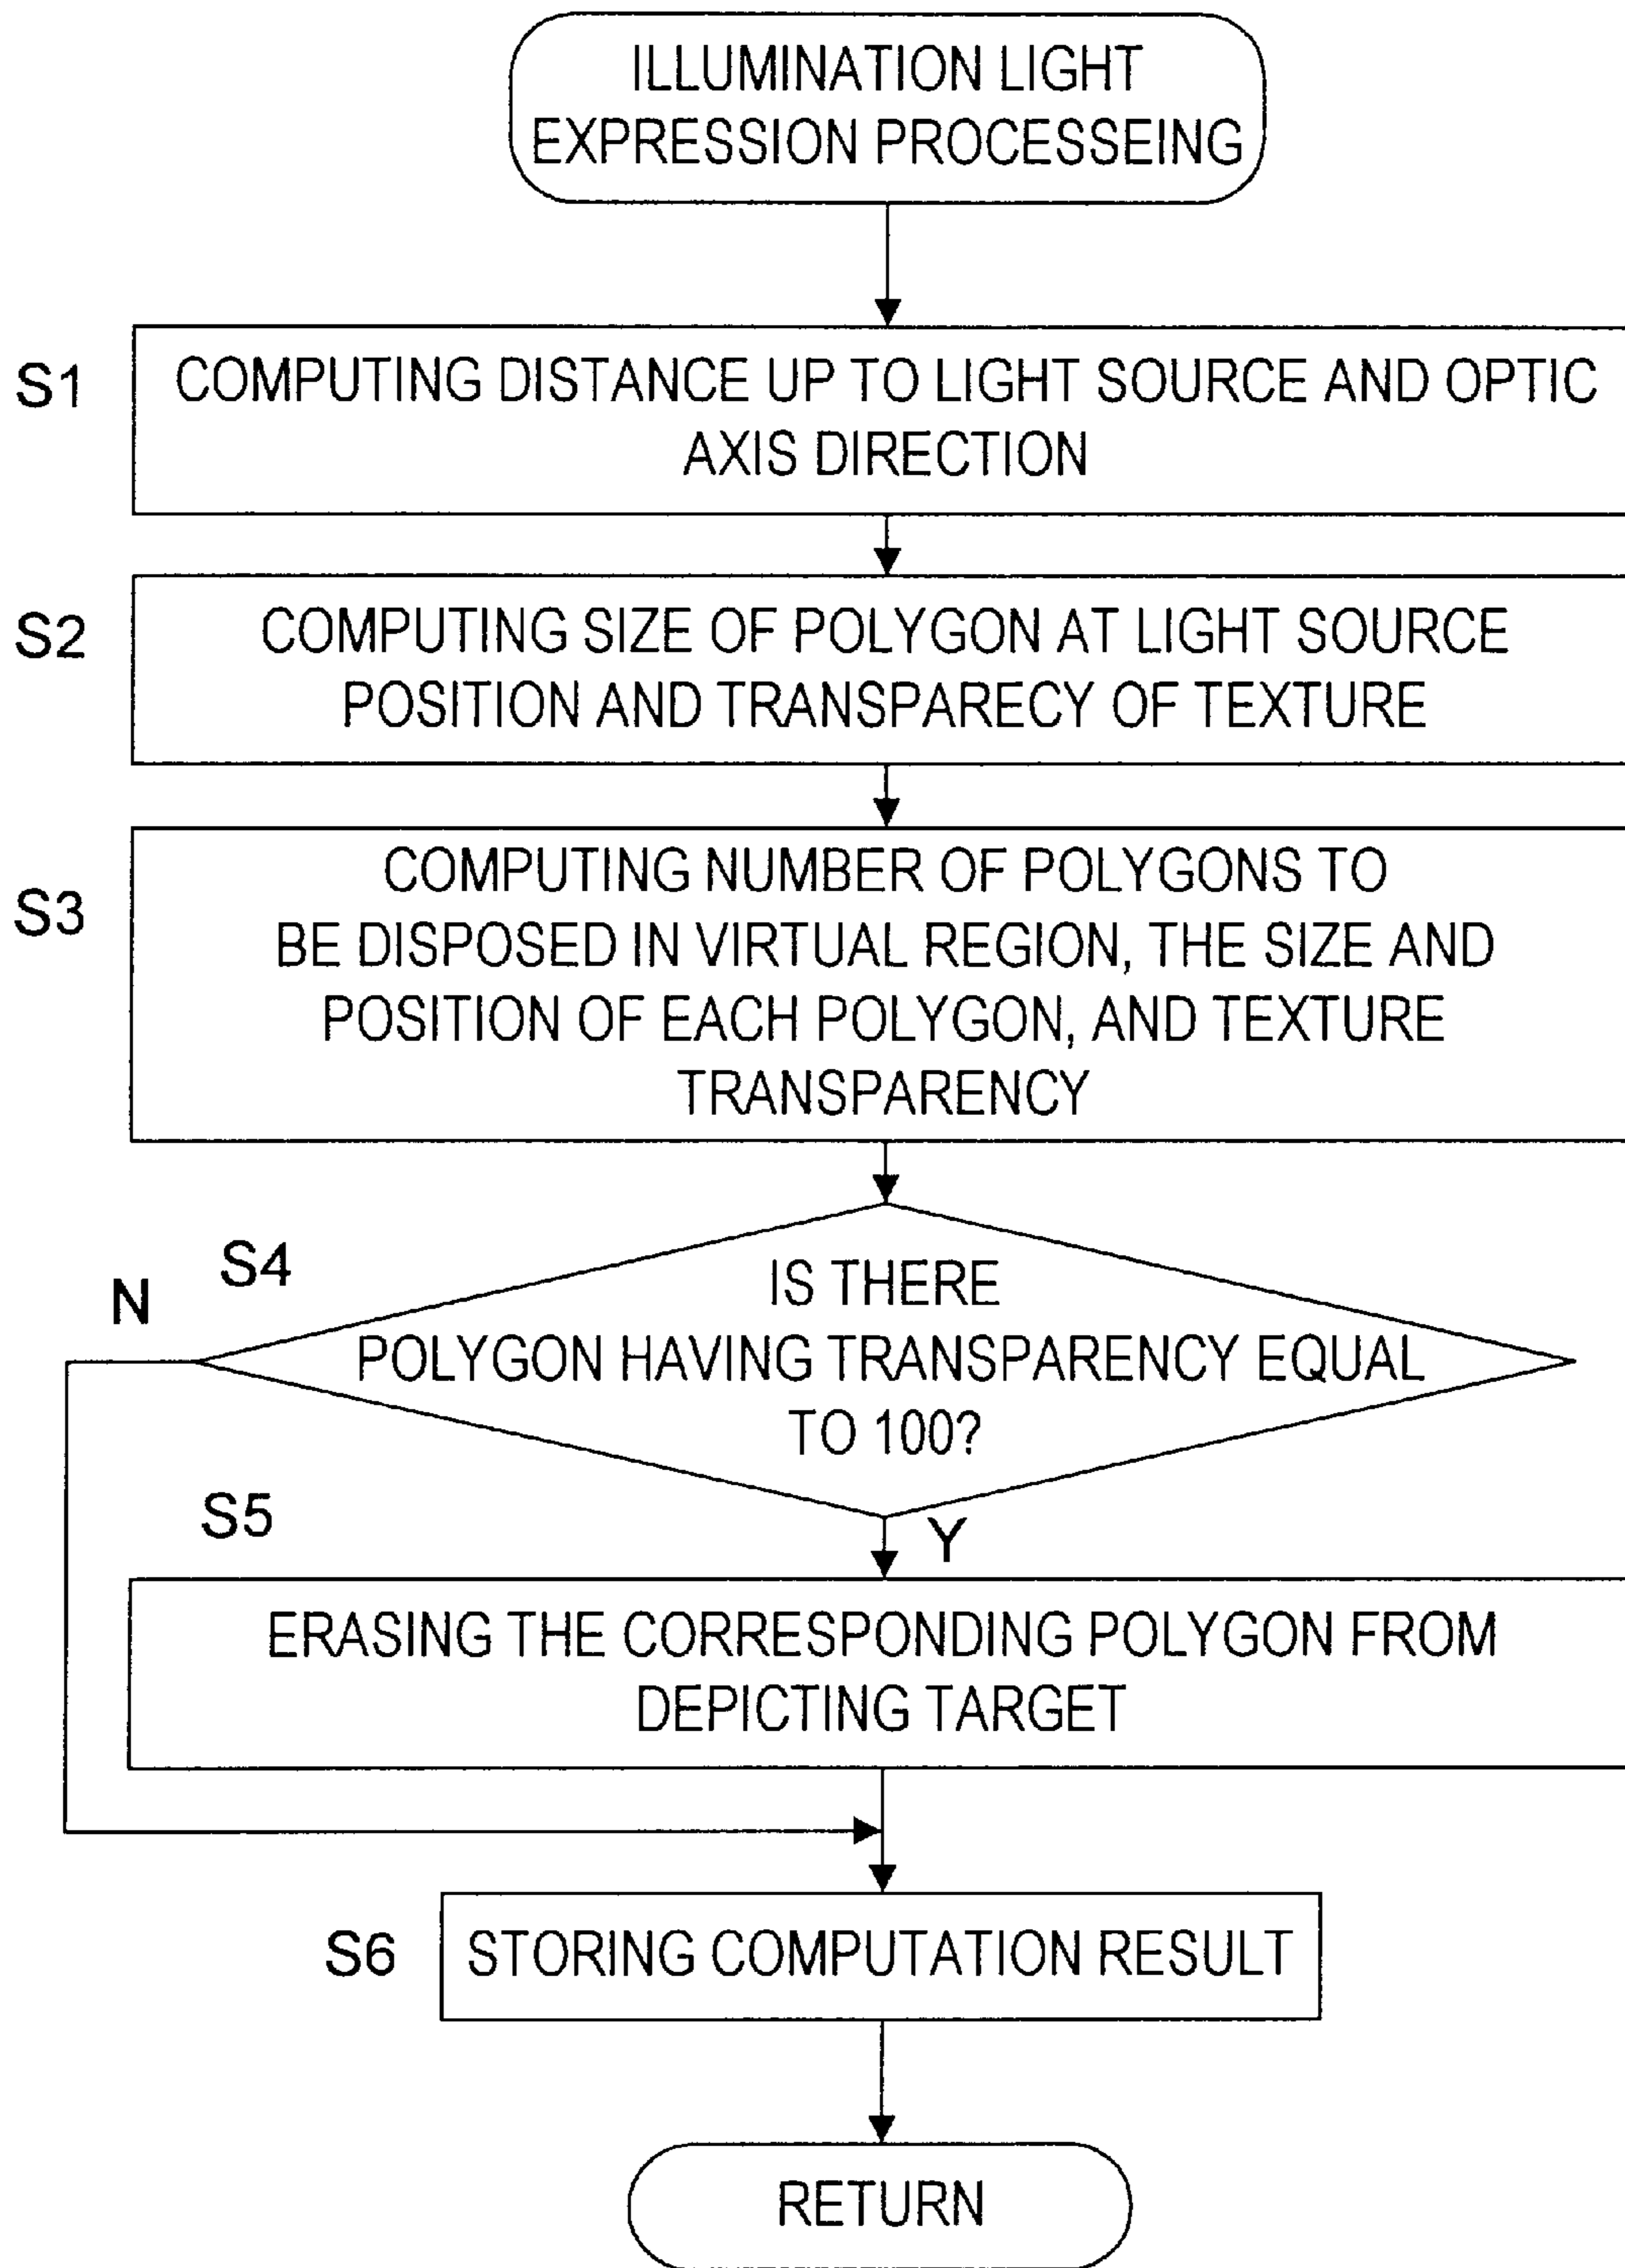 ILLUMINATION LIGHT
EXPRESSION PROCESSEING
S1
COMPUTING DISTANCE UP TO LIGHT SOURCE AND OPTIC
AXIS DIRECTION
S2
COMPUTING SIZE OF POLYGON AT LIGHT SOURCE
POSITION AND TRANSPARECY OF TEXTURE
S3
COMPUTING NUMBER OF POLYGONS TO
BE DISPOSED IN VIRTUAL REGION, THE SIZE AND
POSITION OF EACH POLYGON, AND TEXTURE
TRANSPARENCY
S4
N
IS THERE
POLYGON HAVING TRANSPARENCY EQUAL
TO 100?
Y
S5
ERASING THE CORRESPONDING POLYGON FROM
DEPICTING TARGET
S6
STORING COMPUTATION RESULT
RETURN